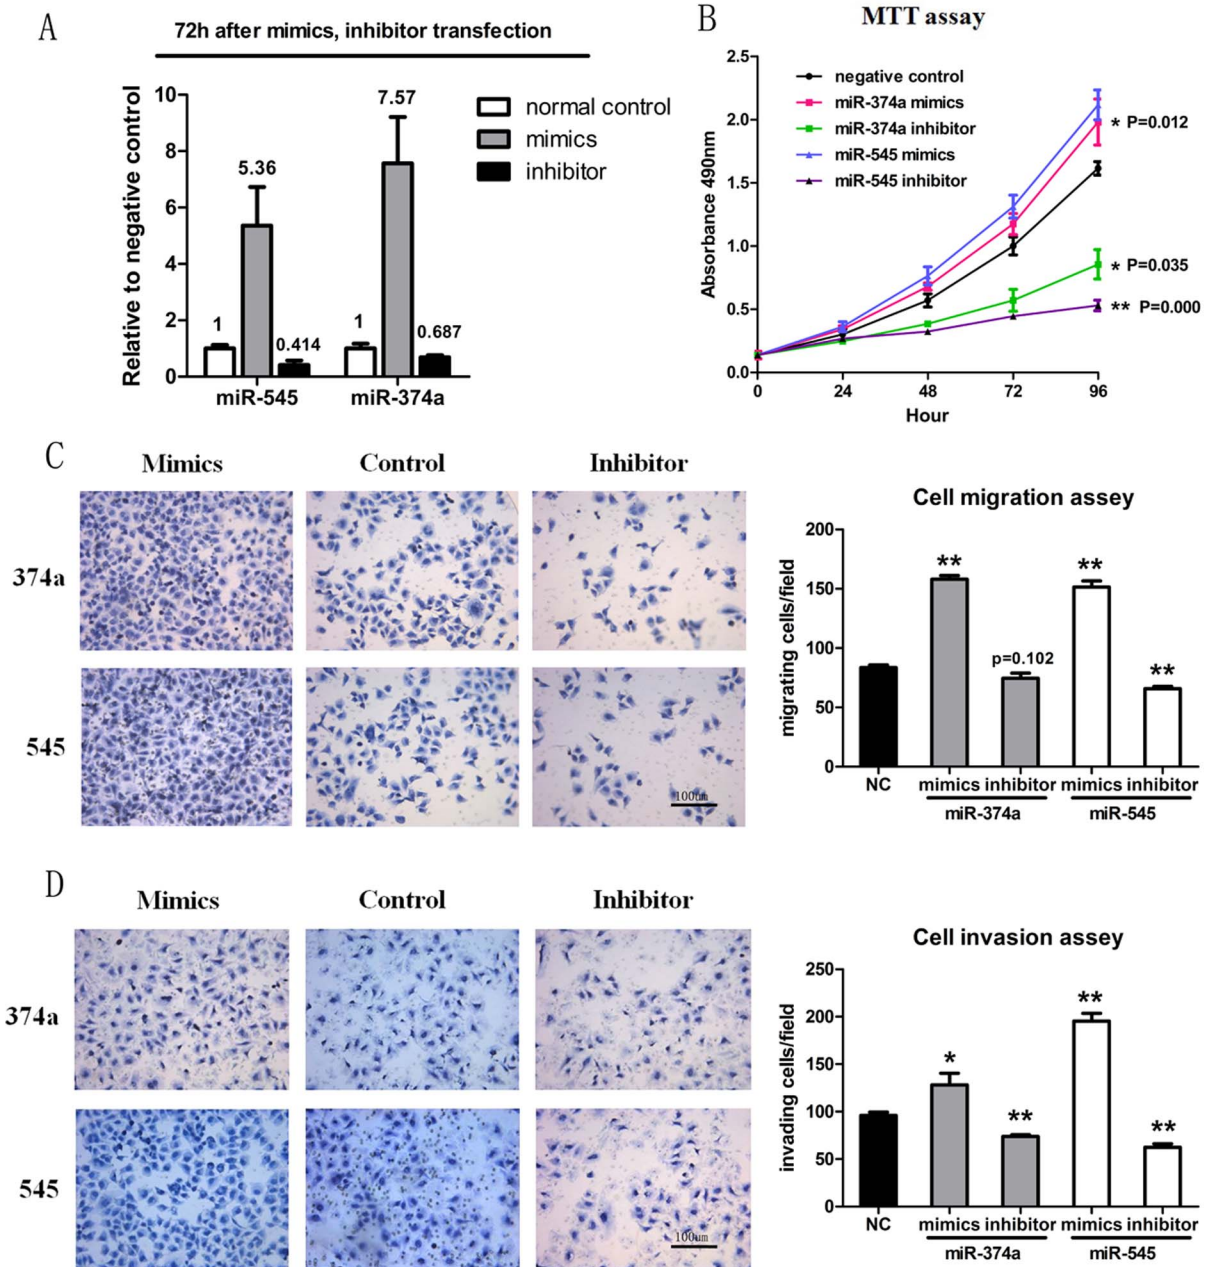 A
72h after mimics, inhibitor transfection
Relative to negative control
10
8
6
4
2
0
1
5.36
0.414
1
7.57
0.687
miR-545
miR-374a
normal control
mimics
inhibitor
B
MTT assay
Absorbance 490nm
2.5
2.0
1.5
1.0
0.5
0.0
negative control
miR-374a mimics
miR-374a inhibitor
miR-545 mimics
miR-545 inhibitor
* P=0.012
* P=0.035
** P=0.000
0 24 48 72 96
Hour
C
Mimics Control Inhibitor
374a
545
100um
Cell migration assey
migrating cells/field
200
150
100
50
0
**
p=0.102
**
**
NC mimics inhibitor mimics inhibitor
miR-374a miR-545
D
Mimics Control Inhibitor
374a
545
100um
Cell invasion assey
invading cells/field
250
200
150
100
50
0
*
**
**
**
NC mimics inhibitor mimics inhibitor
miR-374a miR-545